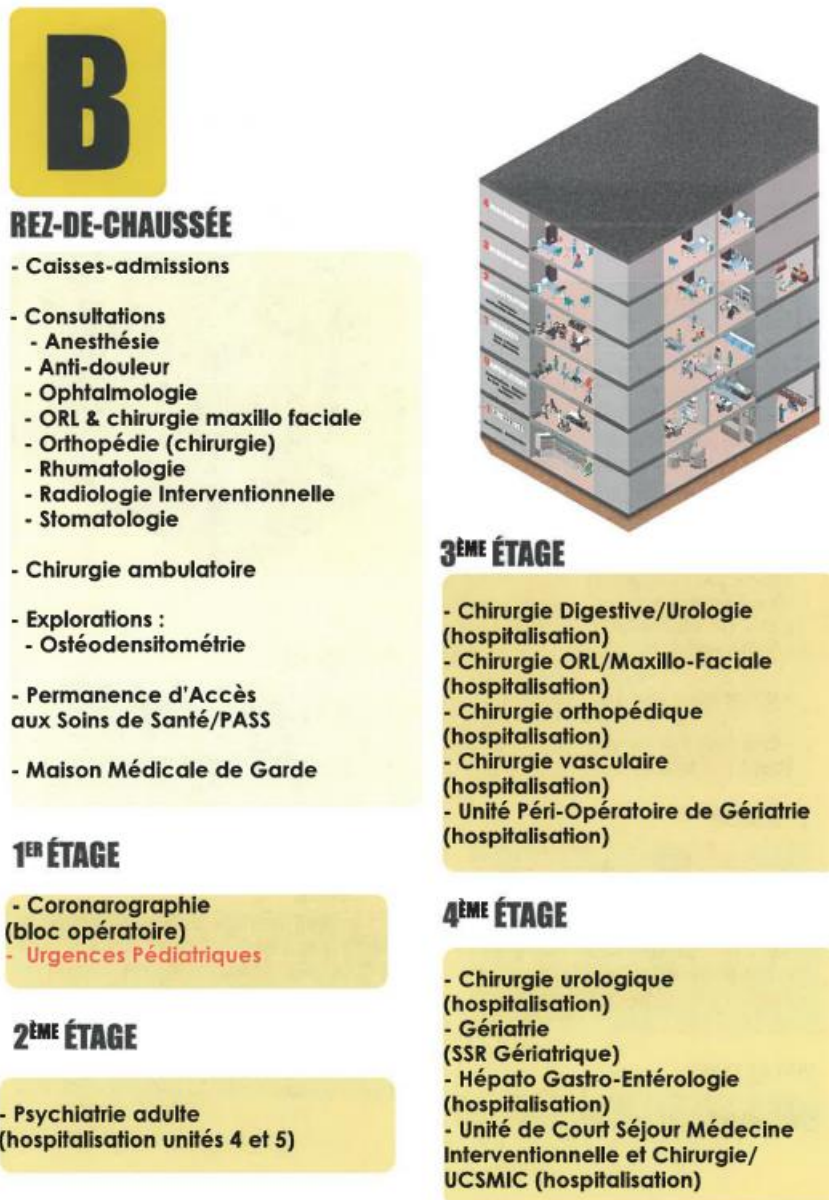 B
REZ-DE-CHAUSSÉE
- Caisses-admissions
- Consultations
- Anesthésie
- Anti-douleur
- Ophtalmologie
- ORL & chirurgie maxillo faciale
- Orthopédie (chirurgie)
- Rhumatologie
- Radiologie Interventionnelle
- Stomatologie
- Chirurgie ambulatoire
- Explorations :
- Ostéodensitométrie
- Permanence d'Accès
aux Soins de Santé/PASS
- Maison Médicale de Garde
1ER ÉTAGE
- Coronarographie
(bloc opératoire)
- Urgences Pédiatriques
2ÈME ÉTAGE
- Psychiatrie adulte
(hospitalisation unités 4 et 5)
3ÈME ÉTAGE
- Chirurgie Digestive/Urologie
(hospitalisation)
- Chirurgie ORL/Maxillo-Faciale
(hospitalisation)
- Chirurgie orthopédique
(hospitalisation)
- Chirurgie vasculaire
(hospitalisation)
- Unité Péri-Opératoire de Gériatrie
(hospitalisation)
4ÈME ÉTAGE
- Chirurgie urologique
(hospitalisation)
- Gériatrie
(SSR Gériatrique)
- Hépato Gastro-Entérologie
(hospitalisation)
- Unité de Court Séjour Médecine
Interventionnelle et Chirurgie/
UCSMIC (hospitalisation)